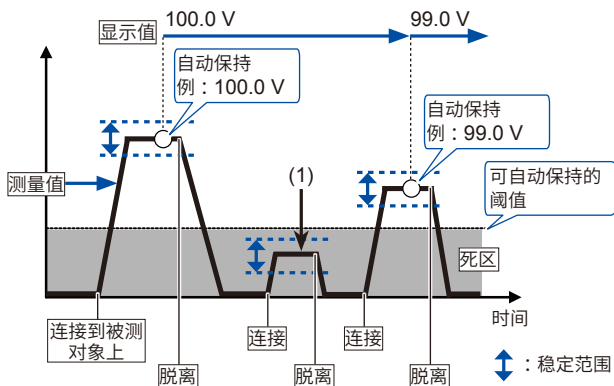 显示值
100.0 V
99.0 V
自动保持
例：100.0 V
自动保持
例：99.0 V
测量值
(1)
可自动保持的
阈值
死区
时间
连接到被测
对象上
脱离
连接
脱离
连接
脱离
：稳定范围